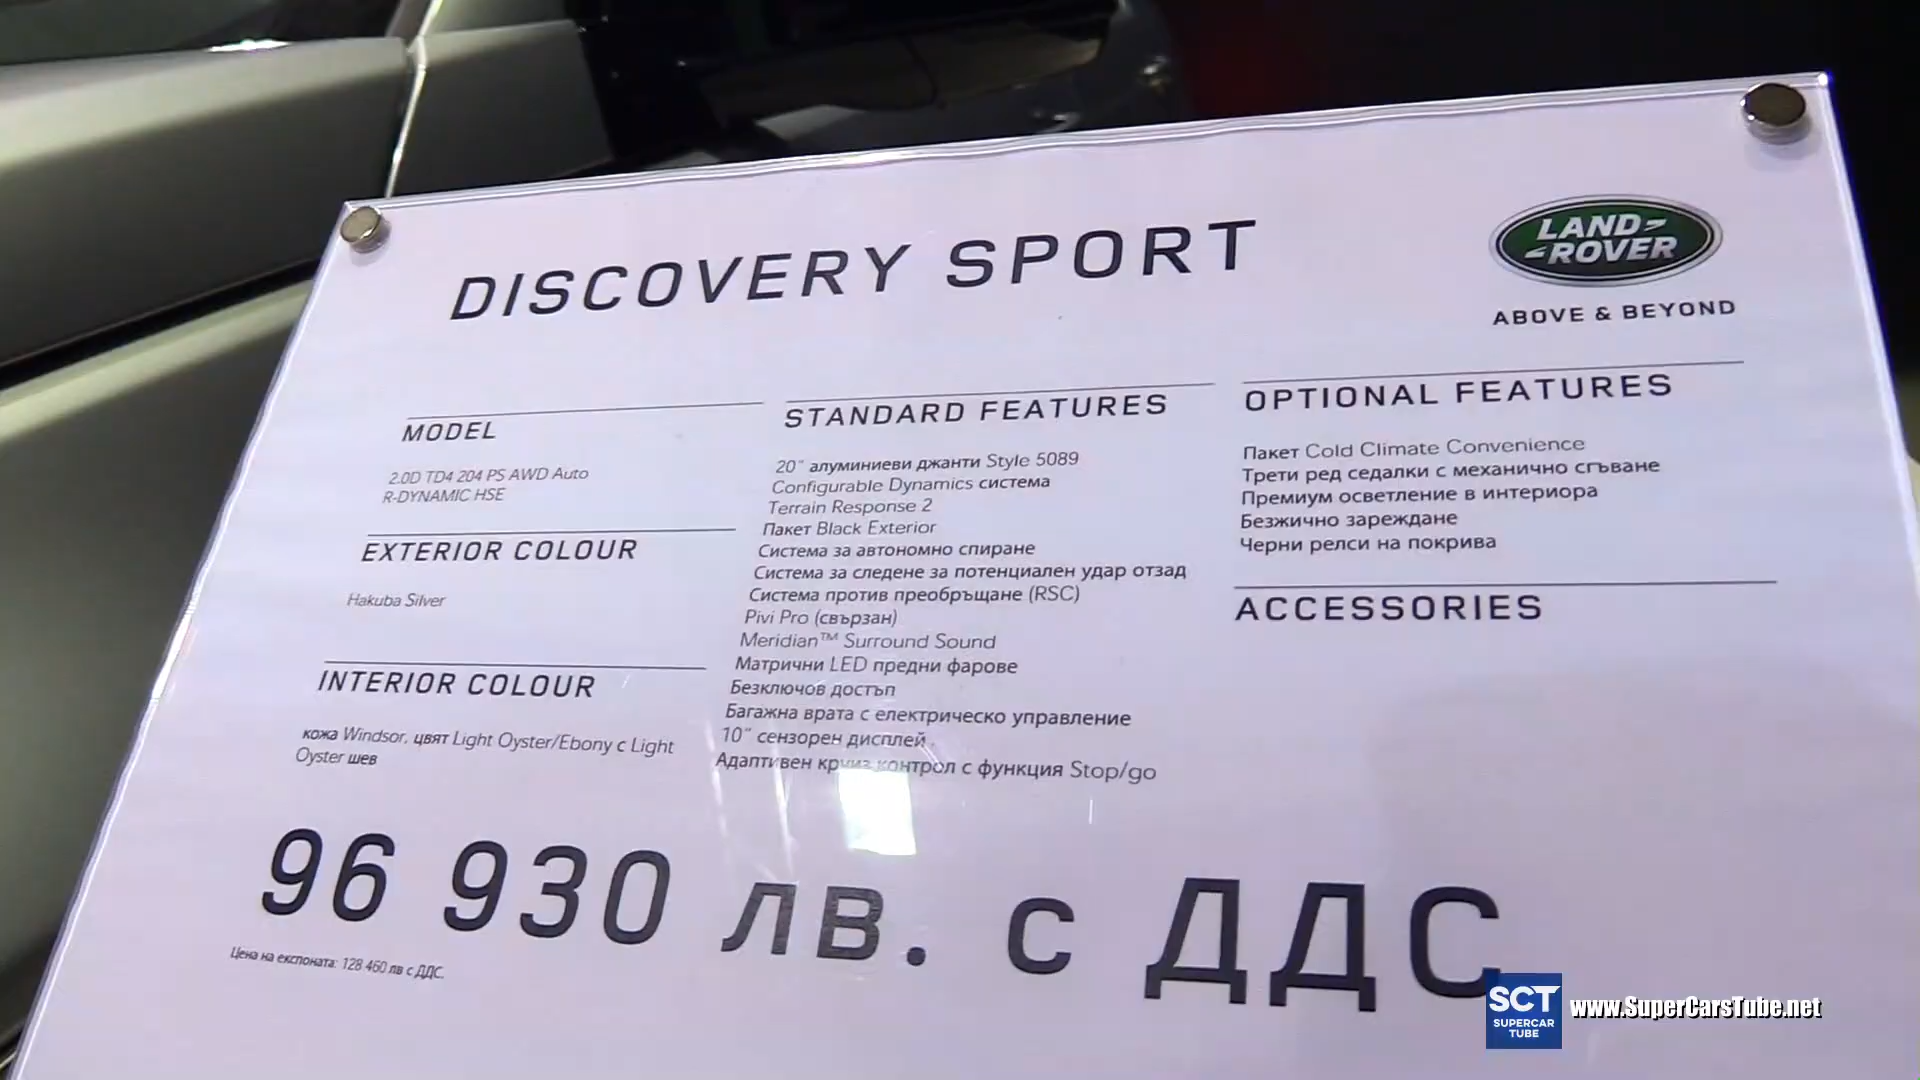 DISCOVERY SPORT
LAND-
-ROVER
ABOVE & BEYOND
MODEL
2.0D TD4 204 PS AWD Auto
R-DYNAMIC HSE
EXTERIOR COLOUR
Hakuba Silver
INTERIOR COLOUR
кожа Windsor, цвят Light Oyster/Ebony с Light
Oyster шев
STANDARD FEATURES
20" алуминиеви джанти Style 5089
Configurable Dynamics система
Terrain Response 2
Пакет Black Exterior
Система за автономно спиране
Система за следене за потенциален удар отзад
Система против преобръщане (RSC)
Pivi Pro (свързан)
Meridian™ Surround Sound
Матрични LED предни фарове
Безключов достъп
Багажна врата с електрическо управление
10" сензорен дисплей
Адаптивен круиз контрол с функция Stop/go
OPTIONAL FEATURES
Пакет Cold Climate Convenience
Трети ред седалки с механично сгъване
Премиум осветление в интериора
Безжично зареждане
Черни релси на покрива
ACCESSORIES
96 930 лв. с ДДС
Цена на експоната: 128 460 лв с ДДС.
SCT
SUPERCAR
TUBE
www.SuperCarsTube.net